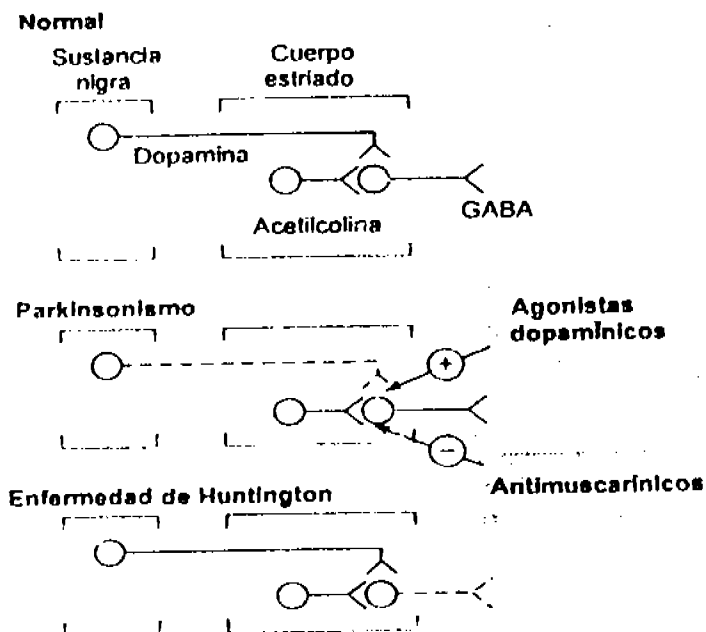 Normal
Sustancia
nigra
Cuerpo
estriado
Dopamina
GABA
Acetilcolina
Parkinsonismo
Agonistas
dopamínicos
+
−
Antimuscarínicos
Enfermedad de Huntington